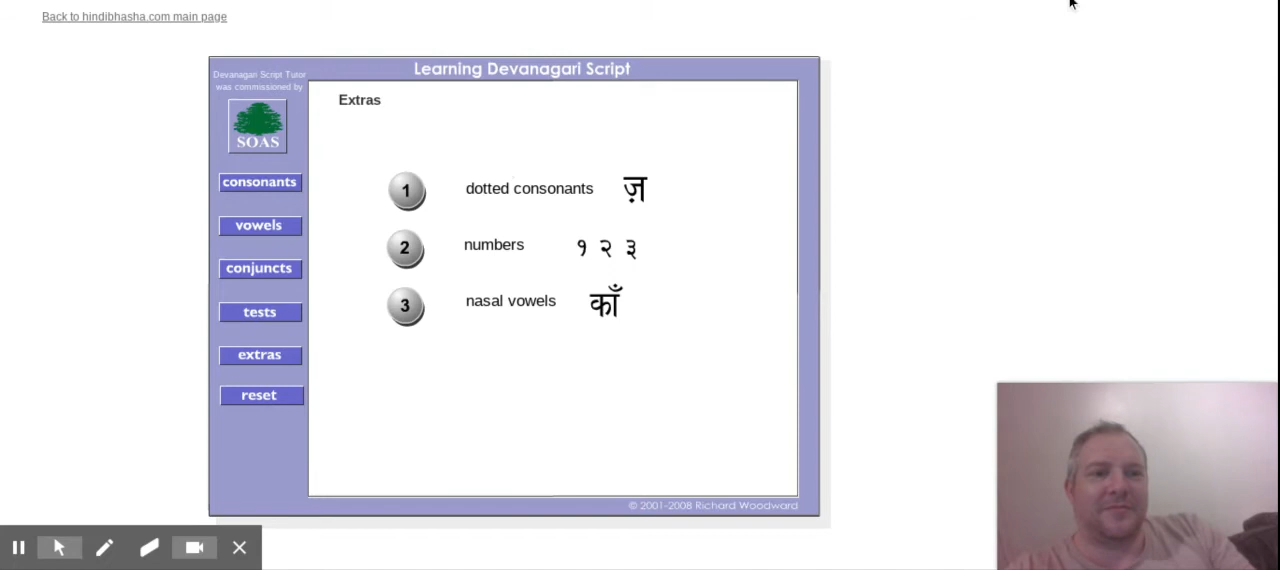 Back to hindibhasha.com main page
Learning Devanagari Script
Devanagari Script Tutor
was commissioned by
SOAS
Extras
consonants
vowels
conjuncts
tests
extras
reset
1 dotted consonants ज़
2 numbers १ २ ३
3 nasal vowels काँ
© 2001-2008 Richard Woodward